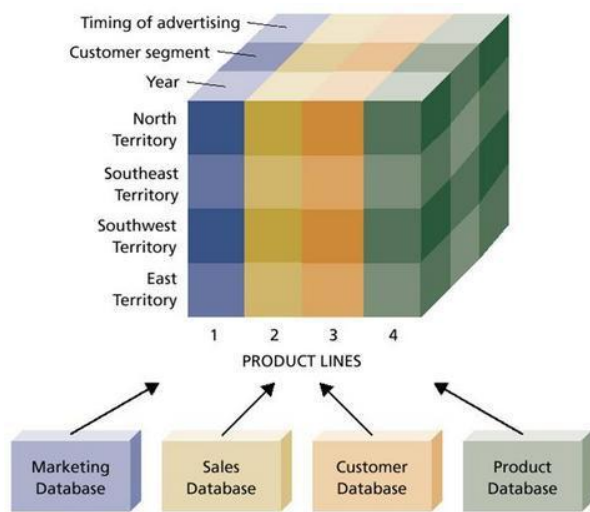 Timing of advertising
Customer segment
Year
North
Territory
Southeast
Territory
Southwest
Territory
East
Territory
1 2 3 4
PRODUCT LINES
Marketing
Database
Sales
Database
Customer
Database
Product
Database